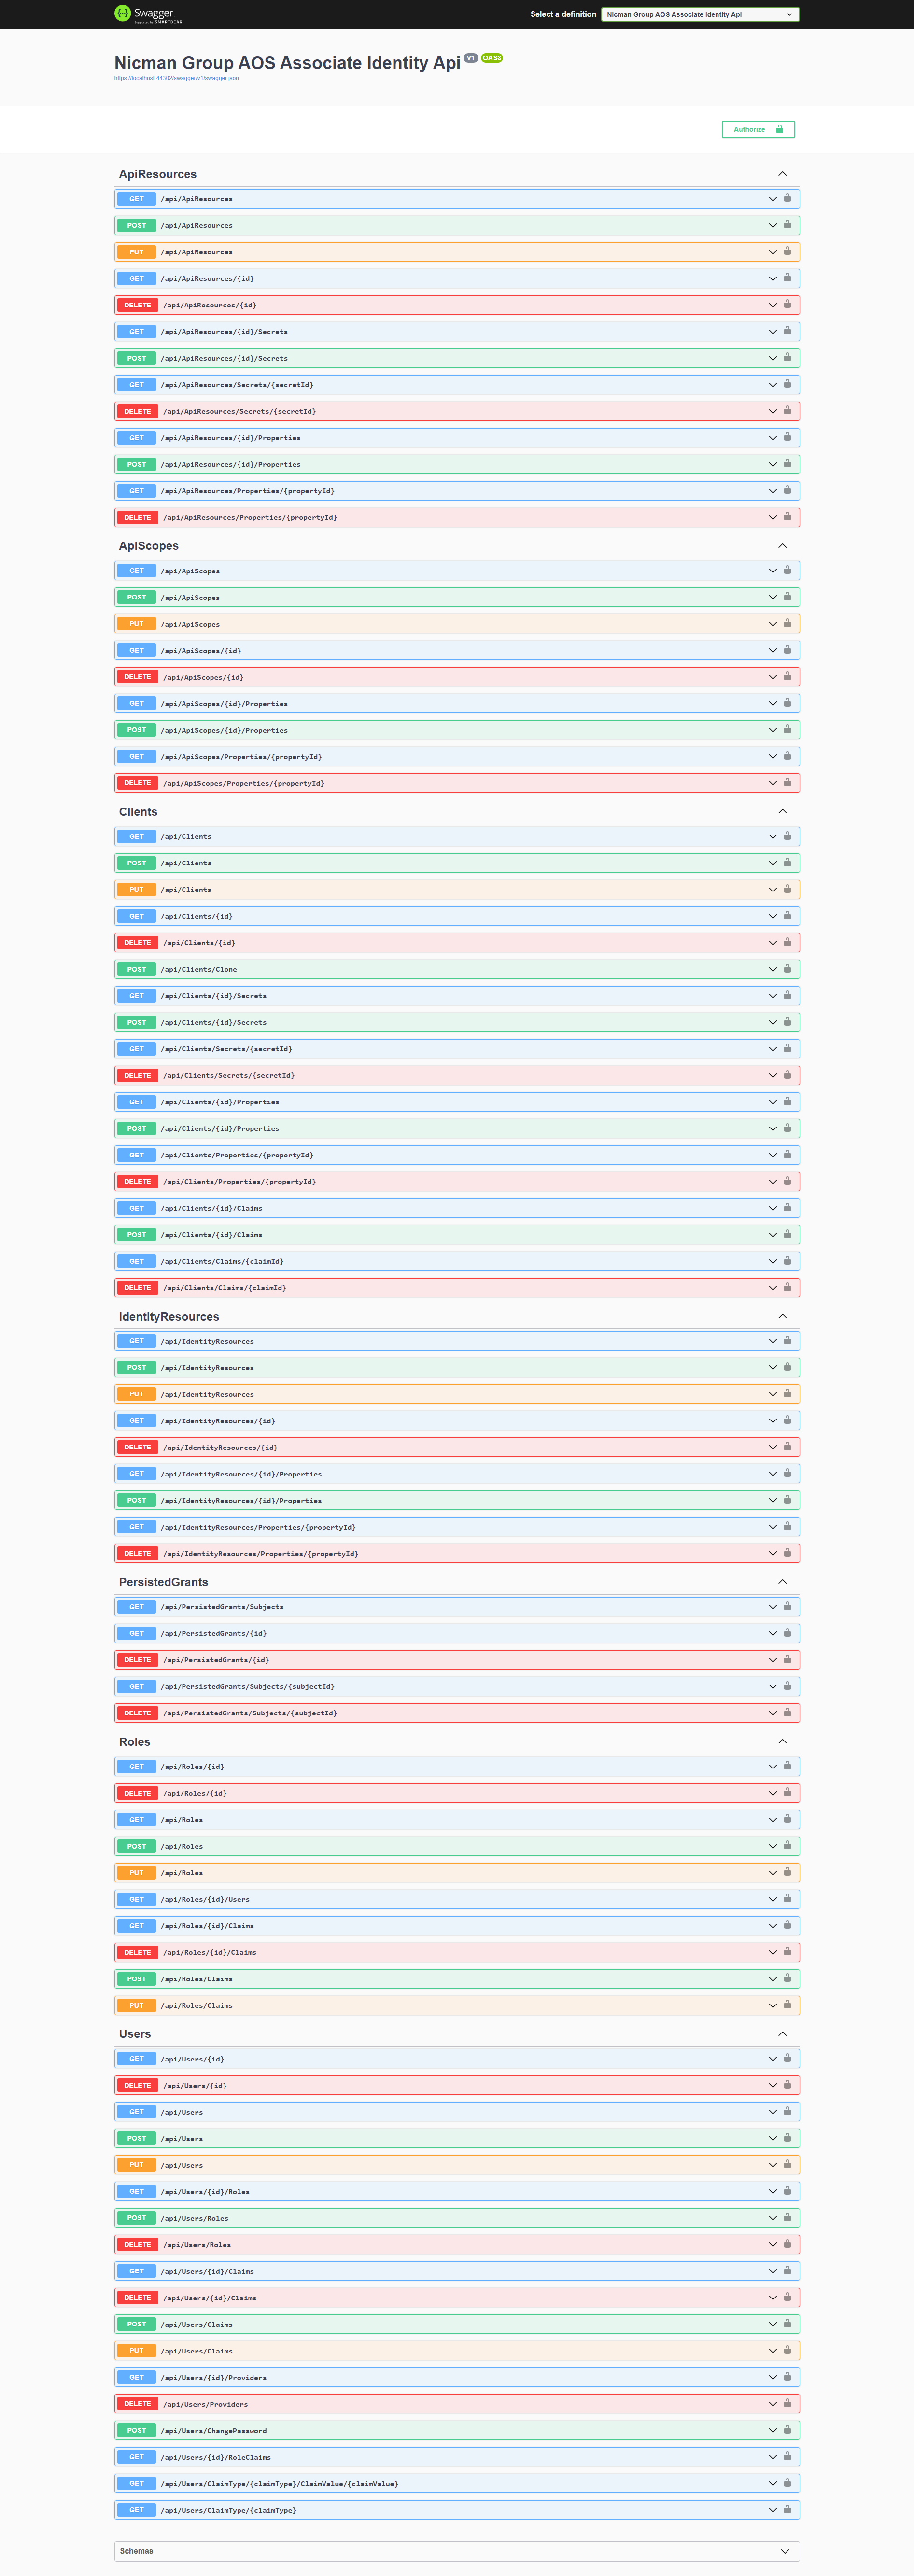 Swagger.
Supported by SMARTBEAR
Select a definition
Nicman Group AOS Associate Identity Api
Nicman Group AOS Associate Identity Api v1 OAS3
https://localhost:44302/swagger/v1/swagger.json
Authorize
ApiResources
GET /api/ApiResources
POST /api/ApiResources
PUT /api/ApiResources
GET /api/ApiResources/{id}
DELETE /api/ApiResources/{id}
GET /api/ApiResources/{id}/Secrets
POST /api/ApiResources/{id}/Secrets
GET /api/ApiResources/Secrets/{secretId}
DELETE /api/ApiResources/Secrets/{secretId}
GET /api/ApiResources/{id}/Properties
POST /api/ApiResources/{id}/Properties
GET /api/ApiResources/Properties/{propertyId}
DELETE /api/ApiResources/Properties/{propertyId}
ApiScopes
GET /api/ApiScopes
POST /api/ApiScopes
PUT /api/ApiScopes
GET /api/ApiScopes/{id}
DELETE /api/ApiScopes/{id}
GET /api/ApiScopes/{id}/Properties
POST /api/ApiScopes/{id}/Properties
GET /api/ApiScopes/Properties/{propertyId}
DELETE /api/ApiScopes/Properties/{propertyId}
Clients
GET /api/Clients
POST /api/Clients
PUT /api/Clients
GET /api/Clients/{id}
DELETE /api/Clients/{id}
POST /api/Clients/Clone
GET /api/Clients/{id}/Secrets
POST /api/Clients/{id}/Secrets
GET /api/Clients/Secrets/{secretId}
DELETE /api/Clients/Secrets/{secretId}
GET /api/Clients/{id}/Properties
POST /api/Clients/{id}/Properties
GET /api/Clients/Properties/{propertyId}
DELETE /api/Clients/Properties/{propertyId}
GET /api/Clients/{id}/Claims
POST /api/Clients/{id}/Claims
GET /api/Clients/Claims/{claimId}
DELETE /api/Clients/Claims/{claimId}
IdentityResources
GET /api/IdentityResources
POST /api/IdentityResources
PUT /api/IdentityResources
GET /api/IdentityResources/{id}
DELETE /api/IdentityResources/{id}
GET /api/IdentityResources/{id}/Properties
POST /api/IdentityResources/{id}/Properties
GET /api/IdentityResources/Properties/{propertyId}
DELETE /api/IdentityResources/Properties/{propertyId}
PersistedGrants
GET /api/PersistedGrants/Subjects
GET /api/PersistedGrants/{id}
DELETE /api/PersistedGrants/{id}
GET /api/PersistedGrants/Subjects/{subjectId}
DELETE /api/PersistedGrants/Subjects/{subjectId}
Roles
GET /api/Roles/{id}
DELETE /api/Roles/{id}
GET /api/Roles
POST /api/Roles
PUT /api/Roles
GET /api/Roles/{id}/Users
GET /api/Roles/{id}/Claims
DELETE /api/Roles/{id}/Claims
POST /api/Roles/Claims
PUT /api/Roles/Claims
Users
GET /api/Users/{id}
DELETE /api/Users/{id}
GET /api/Users
POST /api/Users
PUT /api/Users
GET /api/Users/{id}/Roles
POST /api/Users/Roles
DELETE /api/Users/Roles
GET /api/Users/{id}/Claims
DELETE /api/Users/{id}/Claims
POST /api/Users/Claims
PUT /api/Users/Claims
GET /api/Users/{id}/Providers
DELETE /api/Users/Providers
POST /api/Users/ChangePassword
GET /api/Users/{id}/RoleClaims
GET /api/Users/ClaimType/{claimType}/ClaimValue/{claimValue}
GET /api/Users/ClaimType/{claimType}
Schemas